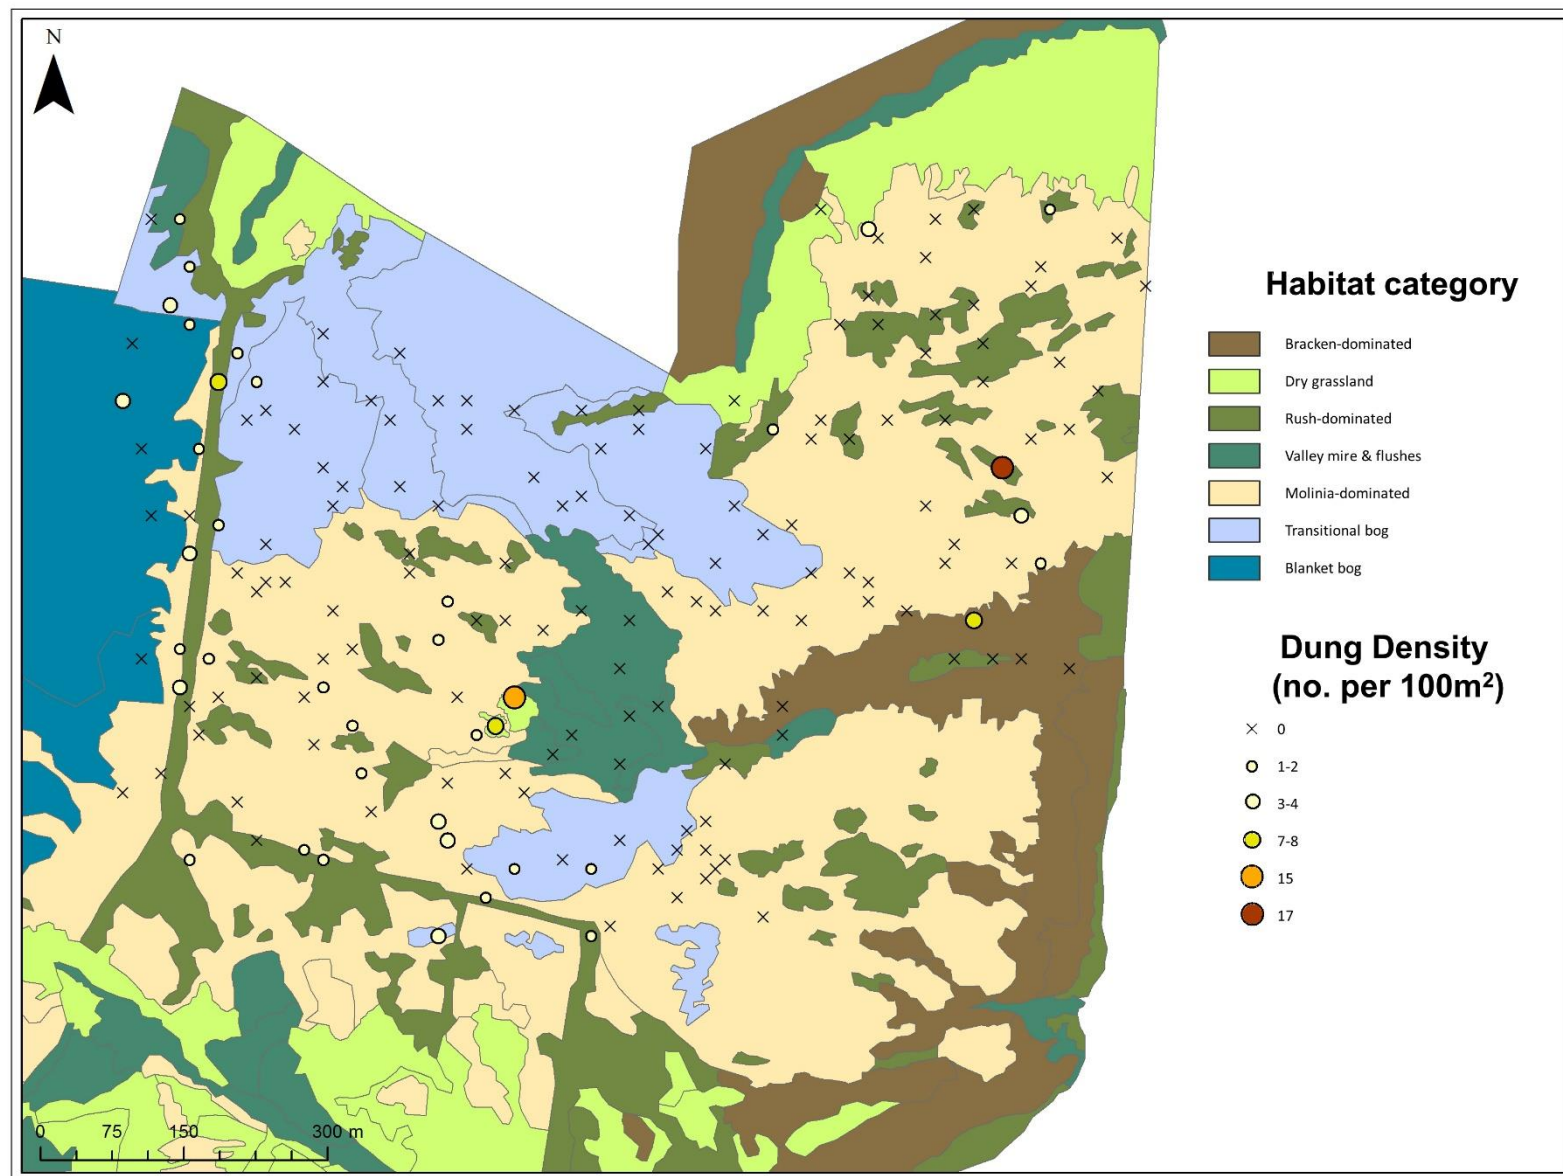 N
Habitat category
Bracken-dominated
Dry grassland
Rush-dominated
Valley mire & flushes
Molinia-dominated
Transitional bog
Blanket bog
Dung Density
(no. per 100m²)
0
1-2
3-4
7-8
15
17
0 75 150 300 m